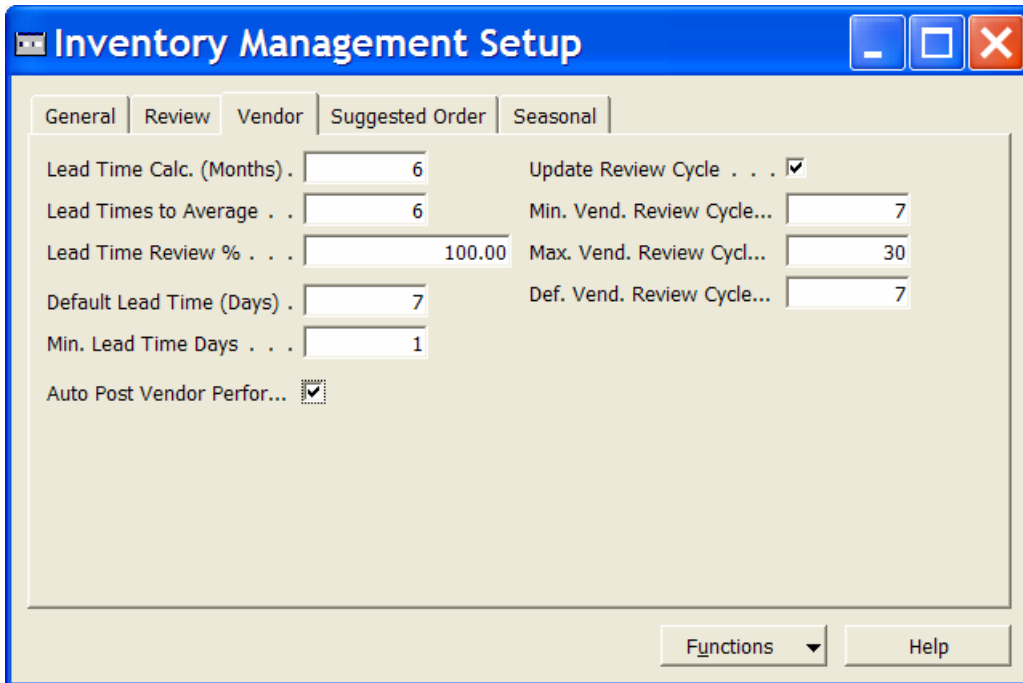 Inventory Management Setup
General Review Vendor Suggested Order Seasonal
Lead Time Calc. (Months) . 6 Update Review Cycle . . .
Lead Times to Average . . 6 Min. Vend. Review Cycle... 7
Lead Time Review % . . . 100.00 Max. Vend. Review Cycl... 30
Default Lead Time (Days) . 7 Def. Vend. Review Cycle... 7
Min. Lead Time Days . . . 1
Auto Post Vendor Perfor...
Functions Help